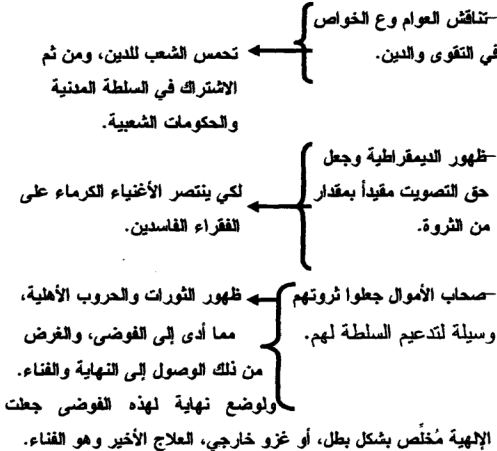 –تناقش العوام وع الخواص
في التقوى والدين.
تحمس الشعب للدين، ومن ثم
الاشتراك في السلطة المدنية
والحكومات الشعبية.
–ظهور الديمقراطية وجعل
حق التصويت مقيداً بمقدار
من الثروة.
لكي ينتصر الأغنياء الكرماء على
الفقراء الفاسدين.
–صحاب الأموال جعلوا ثروتهم
وسيلة لتدعيم السلطة لهم.
ظهور الثورات والحروب الأهلية،
مما أدى إلى الفوضى، والغرض
من ذلك الوصول إلى النهاية والفناء.
ولوضع نهاية لهذه الفوضى جعلت
الإلهية مُخلِّص بشكل بطل، أو غزو خارجي، العلاج الأخير وهو الفناء.